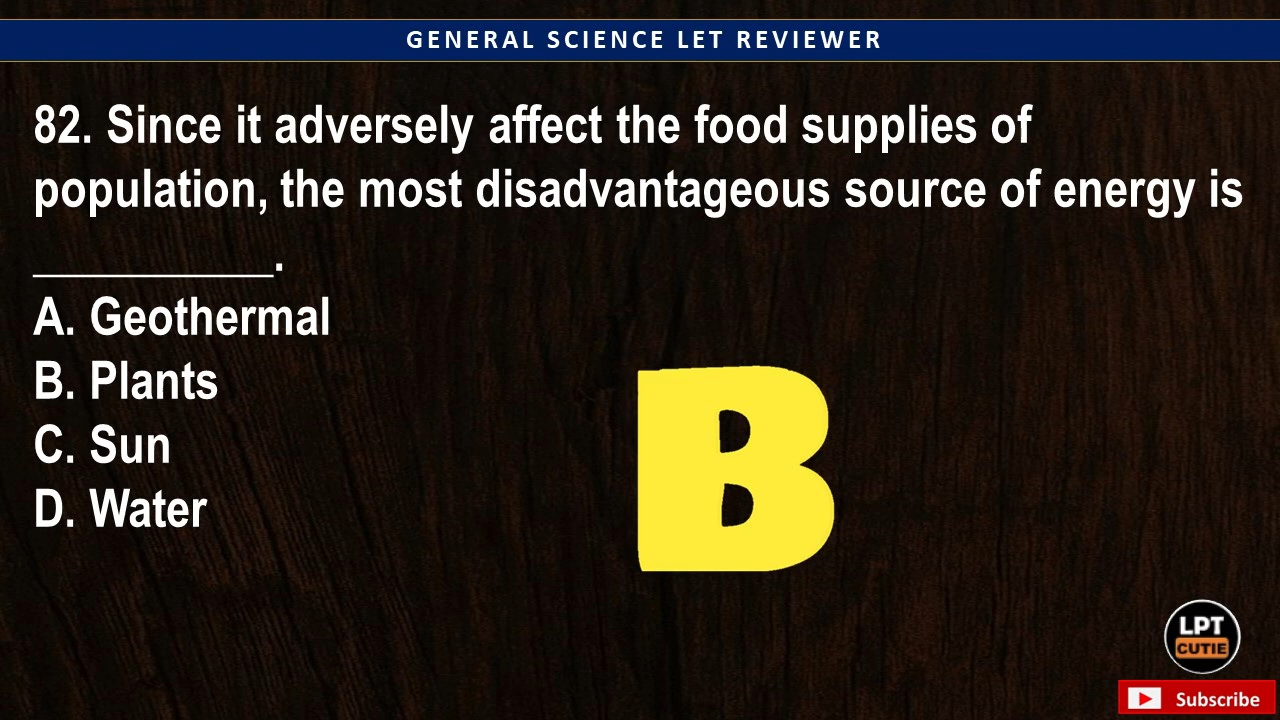 GENERAL SCIENCE LET REVIEWER
82. Since it adversely affect the food supplies of
population, the most disadvantageous source of energy is
__________.
A. Geothermal
B. Plants
C. Sun
D. Water
B
LPT
CUTIE
Subscribe